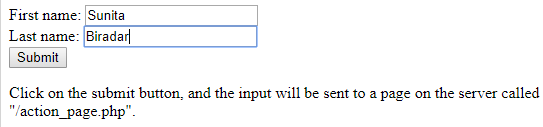 First name: Sunita
Last name: Biradar
Submit
Click on the submit button, and the input will be sent to a page on the server called
"/action_page.php".